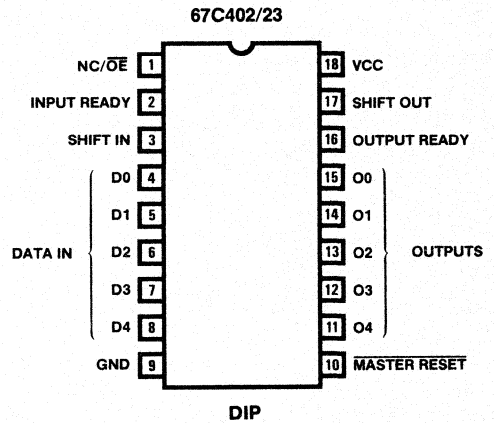 67C402/23
NC/OE 1 18 VCC
INPUT READY 2 17 SHIFT OUT
SHIFT IN 3 16 OUTPUT READY
D0 4 15 O0
D1 5 14 O1
DATA IN D2 6 13 O2 OUTPUTS
D3 7 12 O3
D4 8 11 O4
GND 9 10 MASTER RESET
DIP